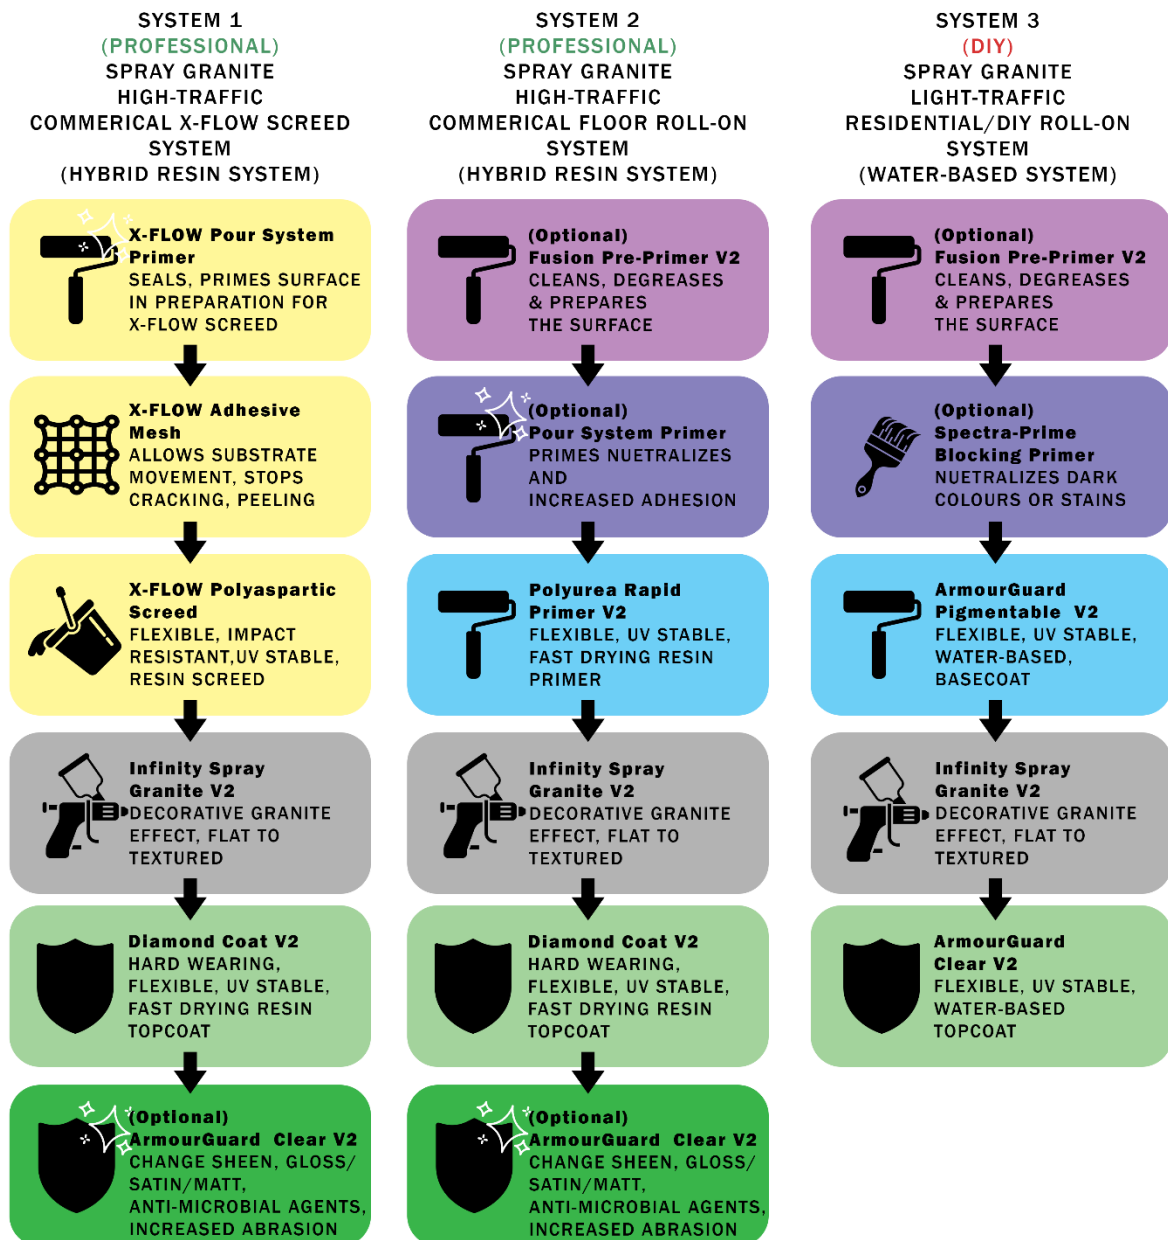 SYSTEM 1
(PROFESSIONAL)
SPRAY GRANITE
HIGH-TRAFFIC
COMMERICAL X-FLOW SCREED
SYSTEM
(HYBRID RESIN SYSTEM)
X-FLOW Pour System
Primer
SEALS, PRIMES SURFACE
IN PREPARATION FOR
X-FLOW SCREED
X-FLOW Adhesive
Mesh
ALLOWS SUBSTRATE
MOVEMENT, STOPS
CRACKING, PEELING
X-FLOW Polyaspartic
Screed
FLEXIBLE, IMPACT
RESISTANT,UV STABLE,
RESIN SCREED
Infinity Spray
Granite V2
DECORATIVE GRANITE
EFFECT, FLAT TO
TEXTURED
Diamond Coat V2
HARD WEARING,
FLEXIBLE, UV STABLE,
FAST DRYING RESIN
TOPCOAT
(Optional)
ArmourGuard Clear V2
CHANGE SHEEN, GLOSS/
SATIN/MATT,
ANTI-MICROBIAL AGENTS,
INCREASED ABRASION
SYSTEM 2
(PROFESSIONAL)
SPRAY GRANITE
HIGH-TRAFFIC
COMMERICAL FLOOR ROLL-ON
SYSTEM
(HYBRID RESIN SYSTEM)
(Optional)
Fusion Pre-Primer V2
CLEANS, DEGREASES
& PREPARES
THE SURFACE
(Optional)
Pour System Primer
PRIMES NUETRALIZES
AND
INCREASED ADHESION
Polyurea Rapid
Primer V2
FLEXIBLE, UV STABLE,
FAST DRYING RESIN
PRIMER
Infinity Spray
Granite V2
DECORATIVE GRANITE
EFFECT, FLAT TO
TEXTURED
Diamond Coat V2
HARD WEARING,
FLEXIBLE, UV STABLE,
FAST DRYING RESIN
TOPCOAT
(Optional)
ArmourGuard Clear V2
CHANGE SHEEN, GLOSS/
SATIN/MATT,
ANTI-MICROBIAL AGENTS,
INCREASED ABRASION
SYSTEM 3
(DIY)
SPRAY GRANITE
LIGHT-TRAFFIC
RESIDENTIAL/DIY ROLL-ON
SYSTEM
(WATER-BASED SYSTEM)
(Optional)
Fusion Pre-Primer V2
CLEANS, DEGREASES
& PREPARES
THE SURFACE
(Optional)
Spectra-Prime
Blocking Primer
NUETRALIZES DARK
COLOURS OR STAINS
ArmourGuard
Pigmentable V2
FLEXIBLE, UV STABLE,
WATER-BASED,
BASECOAT
Infinity Spray
Granite V2
DECORATIVE GRANITE
EFFECT, FLAT TO
TEXTURED
ArmourGuard
Clear V2
FLEXIBLE, UV STABLE,
WATER-BASED
TOPCOAT